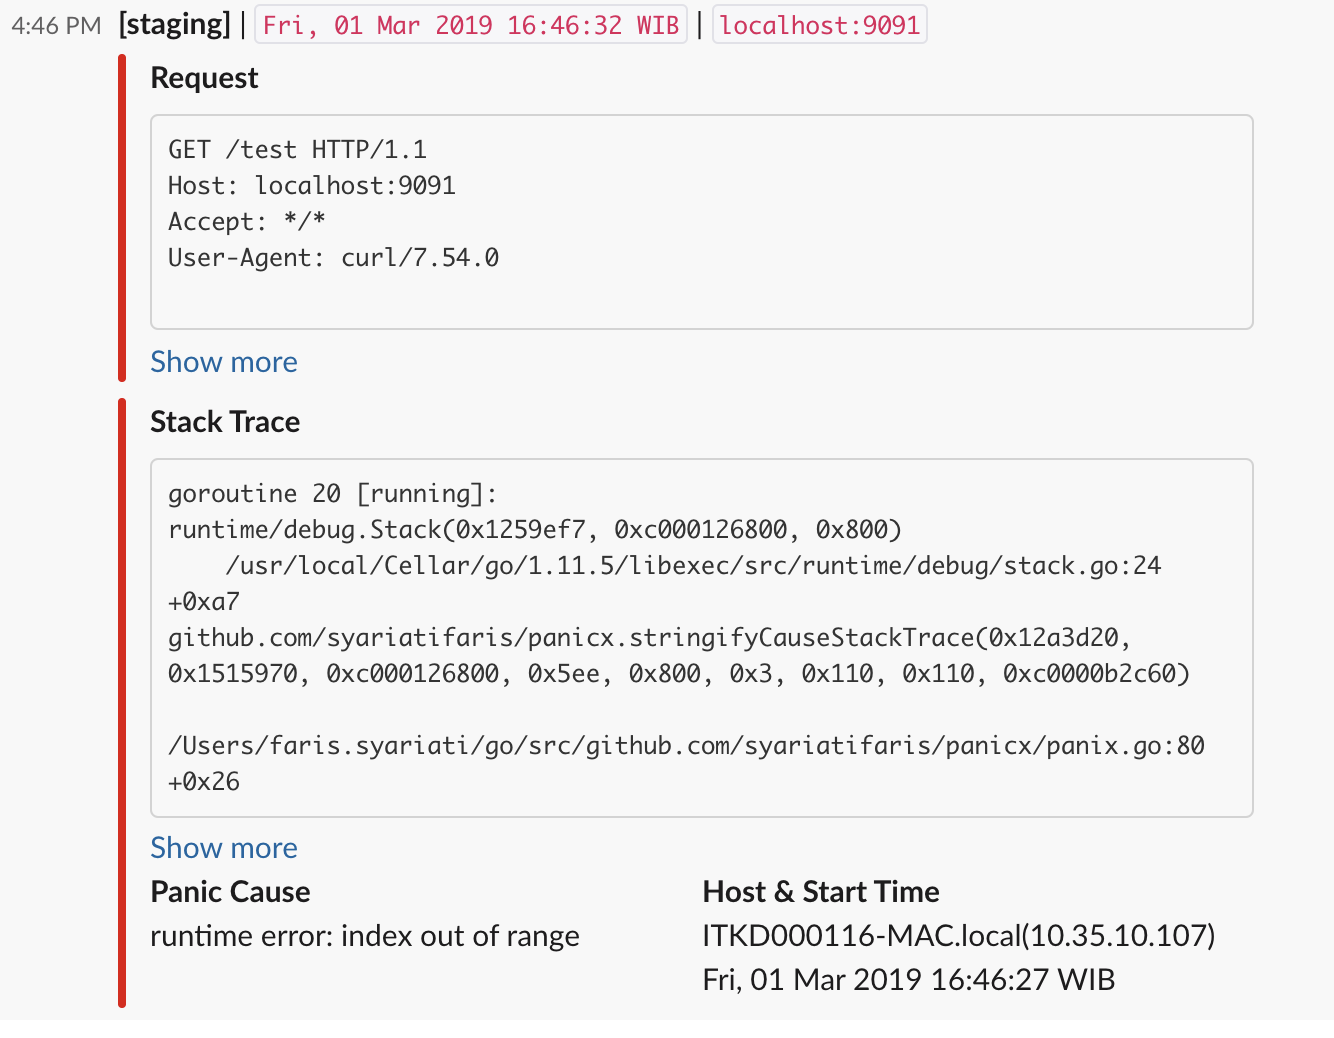 4:46 PM [staging] | Fri, 01 Mar 2019 16:46:32 WIB | localhost:9091
Request
GET /test HTTP/1.1
Host: localhost:9091
Accept: */*
User-Agent: curl/7.54.0
Show more
Stack Trace
goroutine 20 [running]:
runtime/debug.Stack(0x1259ef7, 0xc000126800, 0x800)
    /usr/local/Cellar/go/1.11.5/libexec/src/runtime/debug/stack.go:24
+0xa7
github.com/syariatifaris/panicx.stringifyCauseStackTrace(0x12a3d20,
0x1515970, 0xc000126800, 0x5ee, 0x800, 0x3, 0x110, 0x110, 0xc0000b2c60)
/Users/faris.syariati/go/src/github.com/syariatifaris/panicx/panix.go:80
+0x26
Show more
Panic Cause
runtime error: index out of range
Host & Start Time
ITKD000116-MAC.local(10.35.10.107)
Fri, 01 Mar 2019 16:46:27 WIB